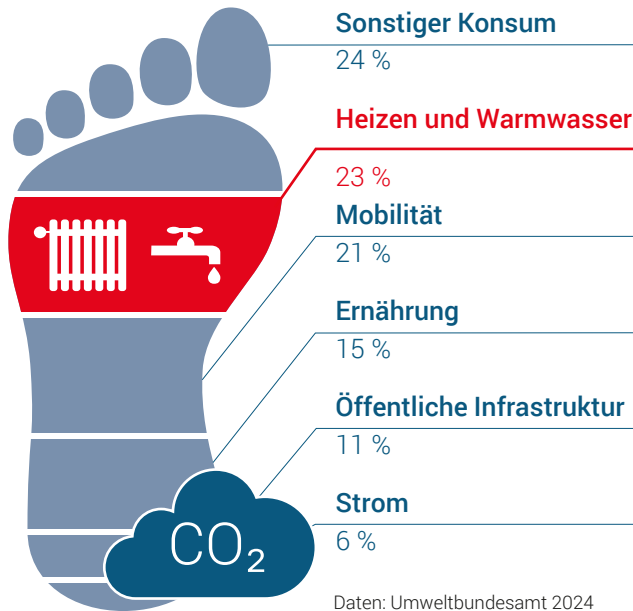 Sonstiger Konsum
24 %
Heizen und Warmwasser
23 %
Mobilität
21 %
Ernährung
15 %
Öffentliche Infrastruktur
11 %
Strom
6 %
CO₂
Daten: Umweltbundesamt 2024